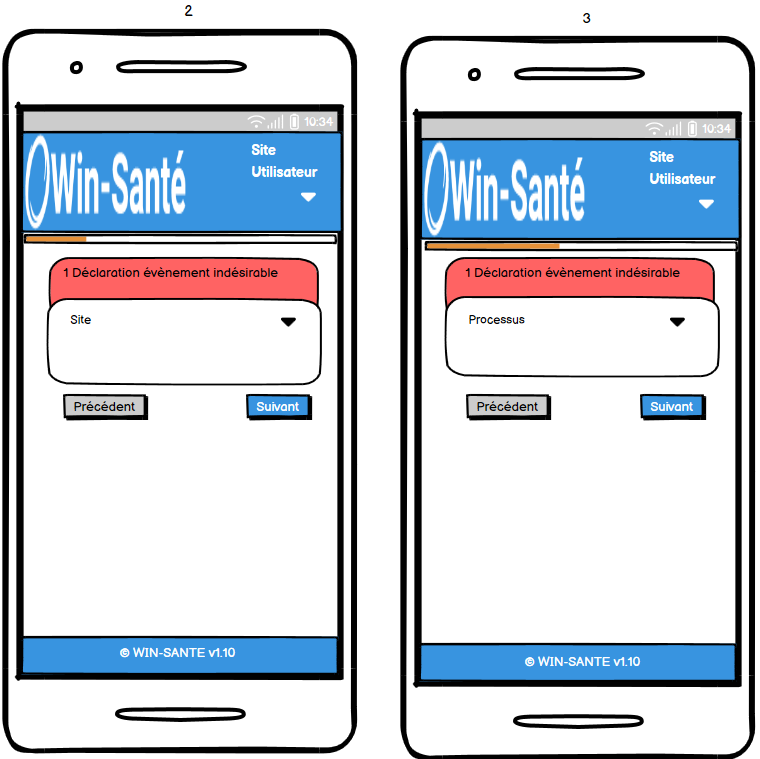 2
10:34
Win-Santé
Site
Utilisateur
1 Déclaration évènement indésirable
Site
Précédent
Suivant
© WIN-SANTE v1.10
3
10:34
Win-Santé
Site
Utilisateur
1 Déclaration évènement indésirable
Processus
Précédent
Suivant
© WIN-SANTE v1.10